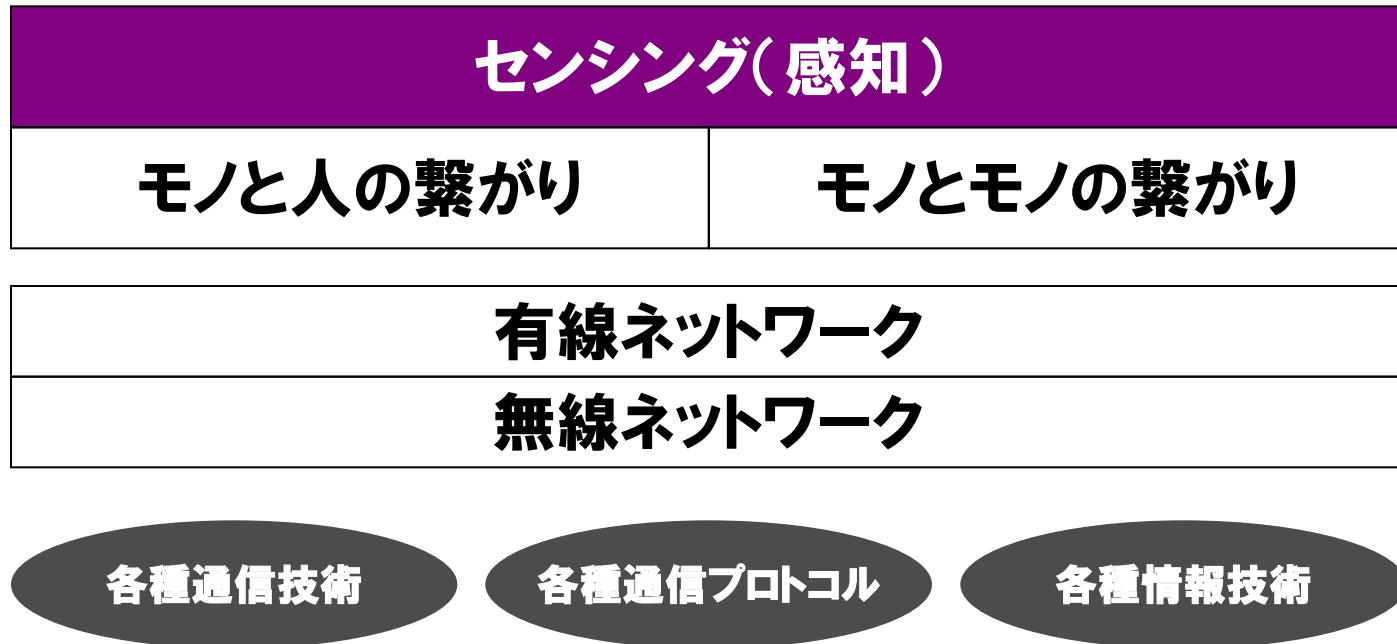 センシング(感知)
モノと人の繋がり
モノとモノの繋がり
有線ネットワーク
無線ネットワーク
各種通信技術
各種通信プロトコル
各種情報技術